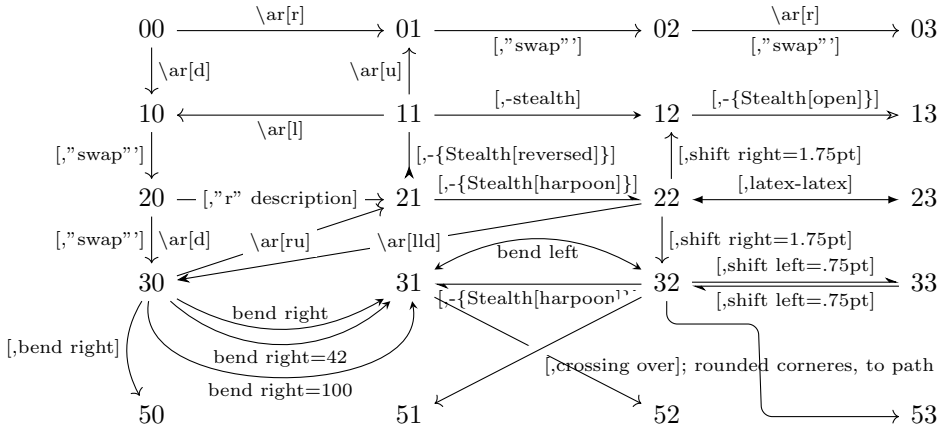 \ar[r] \ar[r]
00 01 02 03
[,"swap"'] [,"swap"']
\ar[d] \ar[u]
[,-stealth] [,-{Stealth[open]}]
10 11 12 13
\ar[l]
[,"swap"'] [,-{Stealth[reversed]}] [,shift right=1.75pt]
[,-{Stealth[harpoon]}] [,latex-latex]
20 [,"r" description] 21 22 23
[,"swap"'] \ar[d] \ar[ru] \ar[lld] [,shift right=1.75pt]
bend left
[,shift left=.75pt]
30 31 32 33
[,-{Stealth[harpoon] [,shift left=.75pt]
bend right
[,bend right]
bend right=42
[,crossing over]; rounded corneres, to path
bend right=100
50 51 52 53